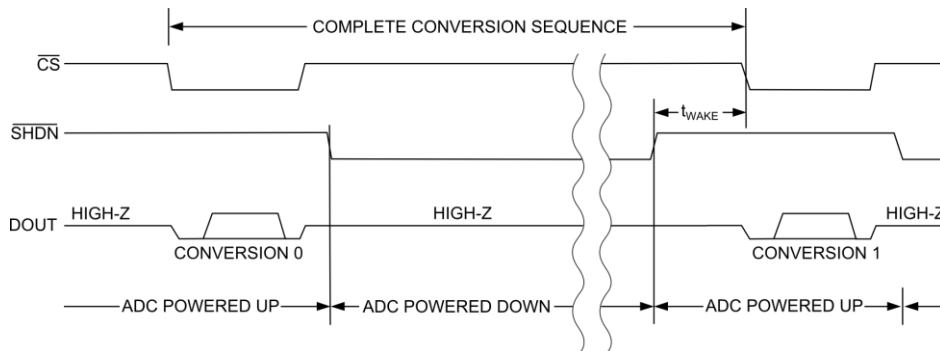 COMPLETE CONVERSION SEQUENCE
CS
tWAKE
SHDN
HIGH-Z HIGH-Z HIGH-Z
DOUT
CONVERSION 0 CONVERSION 1
ADC POWERED UP ADC POWERED DOWN ADC POWERED UP